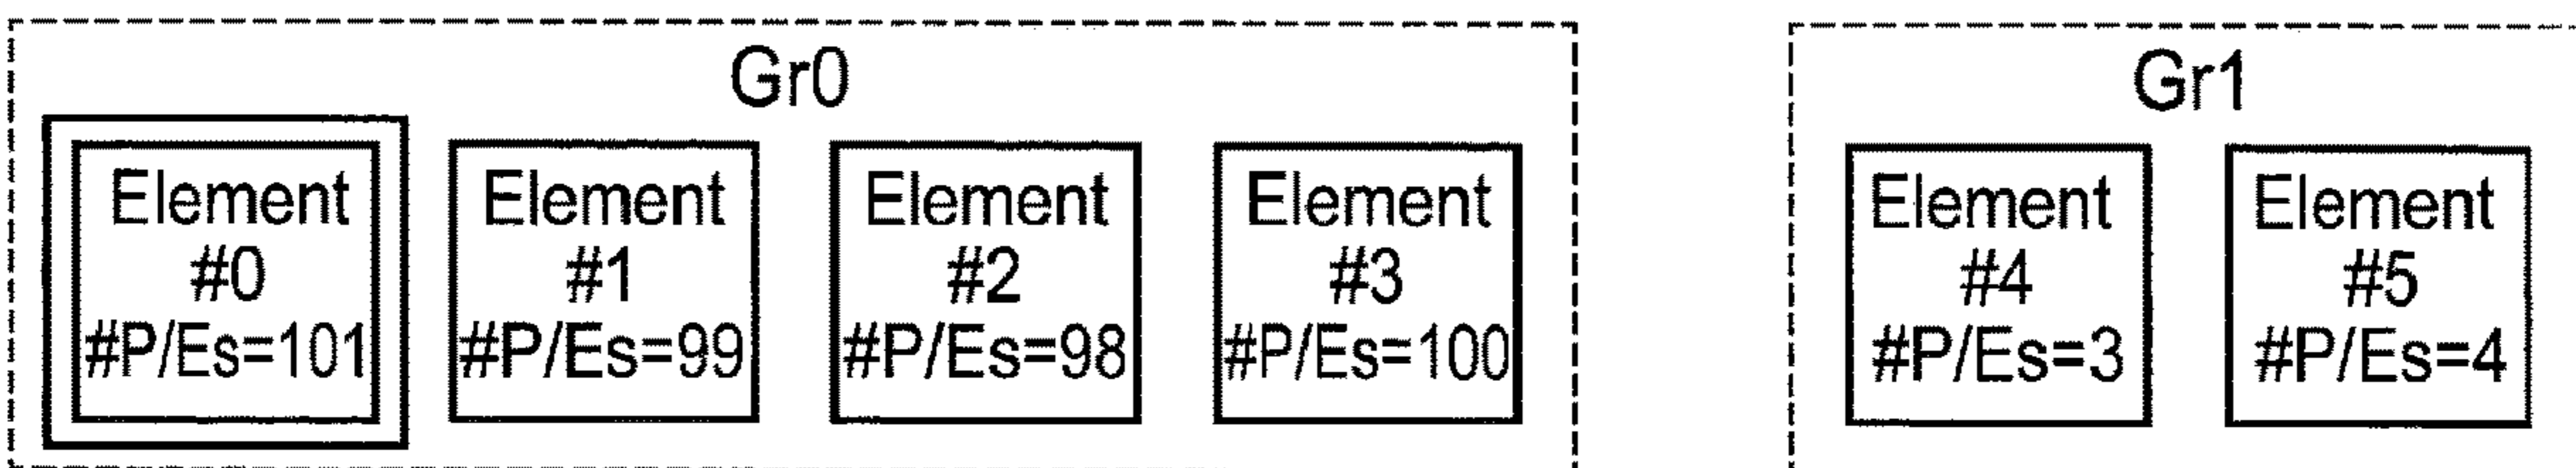 Gr0
Element
#0
#P/Es=101
Element
#1
#P/Es=99
Element
#2
#P/Es=98
Element
#3
#P/Es=100
Gr1
Element
#4
#P/Es=3
Element
#5
#P/Es=4